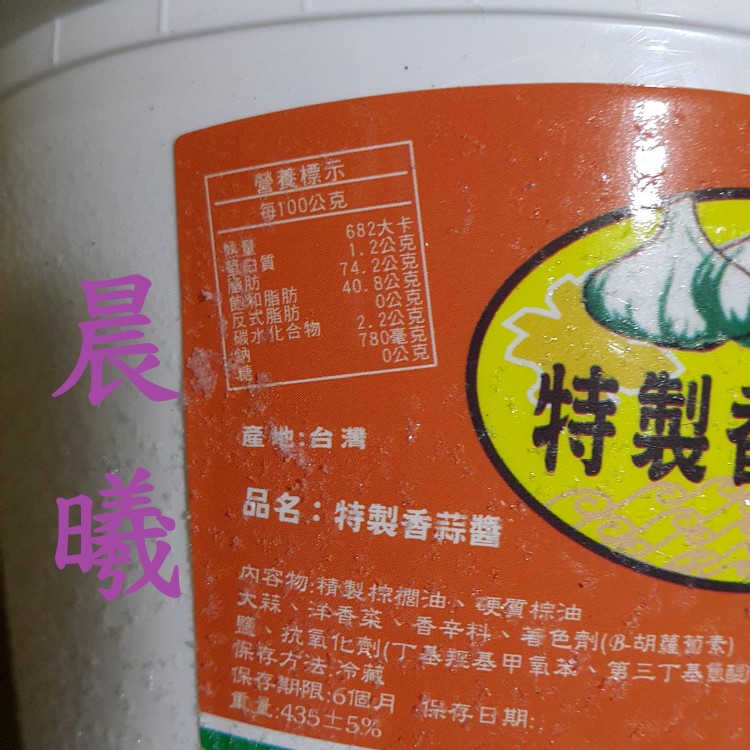 營養標示
每100公克
熱量 682大卡
蛋白質 1.2公克
脂肪 74.2公克
飽和脂肪 40.8公克
反式脂肪 0公克
碳水化合物 2.2公克
鈉 780毫克
糖 0公克
產地:台灣
品名:特製香蒜醬
內容物:精製棕櫚油、硬質棕油
大蒜、洋香菜、香辛料、著色劑(B-胡蘿蔔素)
鹽、抗氧化劑(丁基羥基甲氧苯、第三丁基氫醌
保存方法:冷藏
保存期限:6個月 保存日期:
重量:435±5%
特製
晨曦